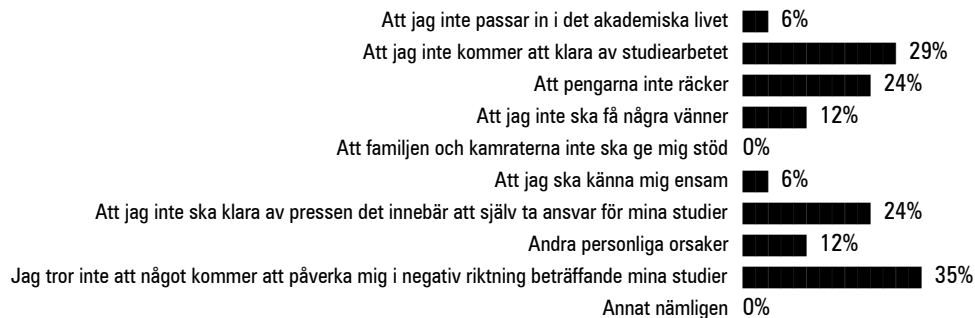 Att jag inte passar in i det akademiska livet 6%
Att jag inte kommer att klara av studiearbetet 29%
Att pengarna inte räcker 24%
Att jag inte ska få några vänner 12%
Att familjen och kamraterna inte ska ge mig stöd 0%
Att jag ska känna mig ensam 6%
Att jag inte ska klara av pressen det innebär att själv ta ansvar för mina studier 24%
Andra personliga orsaker 12%
Jag tror inte att något kommer att påverka mig i negativ riktning beträffande mina studier 35%
Annat nämligen 0%